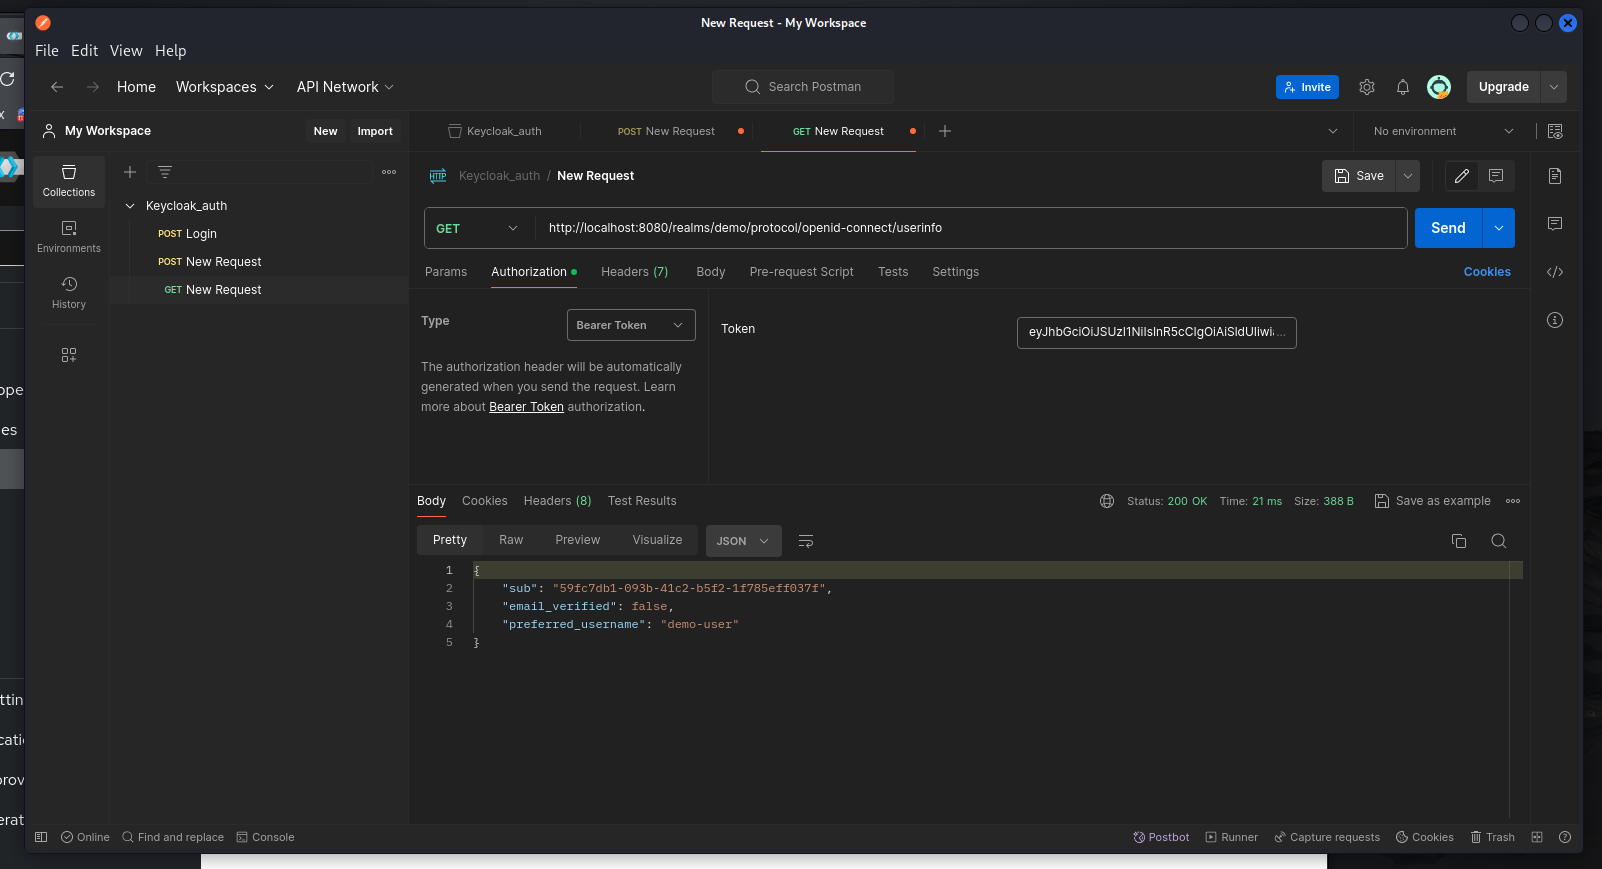 New Request - My Workspace
File Edit View Help
Home Workspaces API Network Search Postman Invite Upgrade
My Workspace New Import
Keycloak_auth POST New Request GET New Request No environment
Collections
Environments
History
Keycloak_auth
POST Login
POST New Request
GET New Request
HTTP Keycloak_auth / New Request Save
GET http://localhost:8080/realms/demo/protocol/openid-connect/userinfo Send
Params Authorization Headers (7) Body Pre-request Script Tests Settings Cookies
Type Bearer Token
The authorization header will be automatically
generated when you send the request. Learn
more about Bearer Token authorization.
Token
Body Cookies Headers (8) Test Results Status: 200 OK Time: 21 ms Size: 388 B Save as example
Pretty Raw Preview Visualize JSON
1 {
2 "sub": "59fc7db1-093b-41c2-b5f2-1f785eff037f",
3 "email_verified": false,
4 "preferred_username": "demo-user"
5 }
Online Find and replace Console Postbot Runner Capture requests Cookies Trash